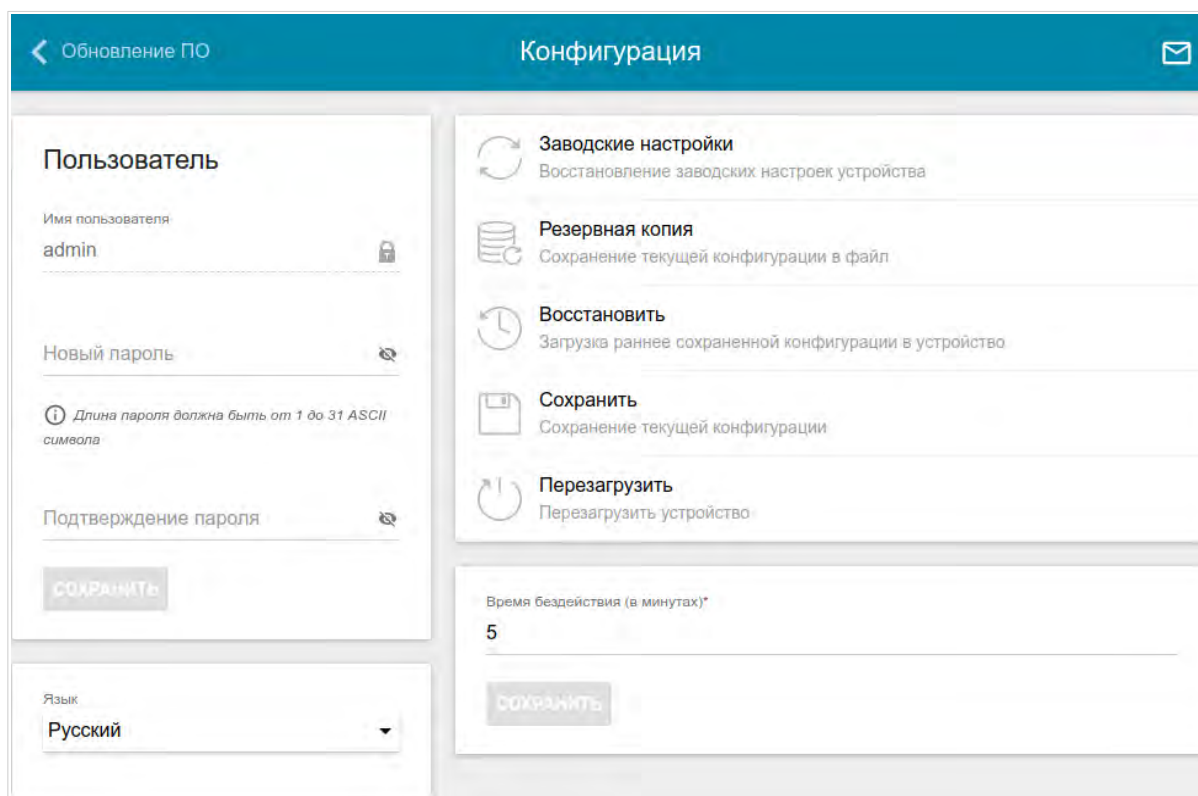 Обновление ПО
Конфигурация
Пользователь
Имя пользователя
admin
Новый пароль
Длина пароля должна быть от 1 до 31 ASCII
символа
Подтверждение пароля
СОХРАНИТЬ
Язык
Русский
Заводские настройки
Восстановление заводских настроек устройства
Резервная копия
Сохранение текущей конфигурации в файл
Восстановить
Загрузка раннее сохраненной конфигурации в устройство
Сохранить
Сохранение текущей конфигурации
Перезагрузить
Перезагрузить устройство
Время бездействия (в минутах)*
5
СОХРАНИТЬ